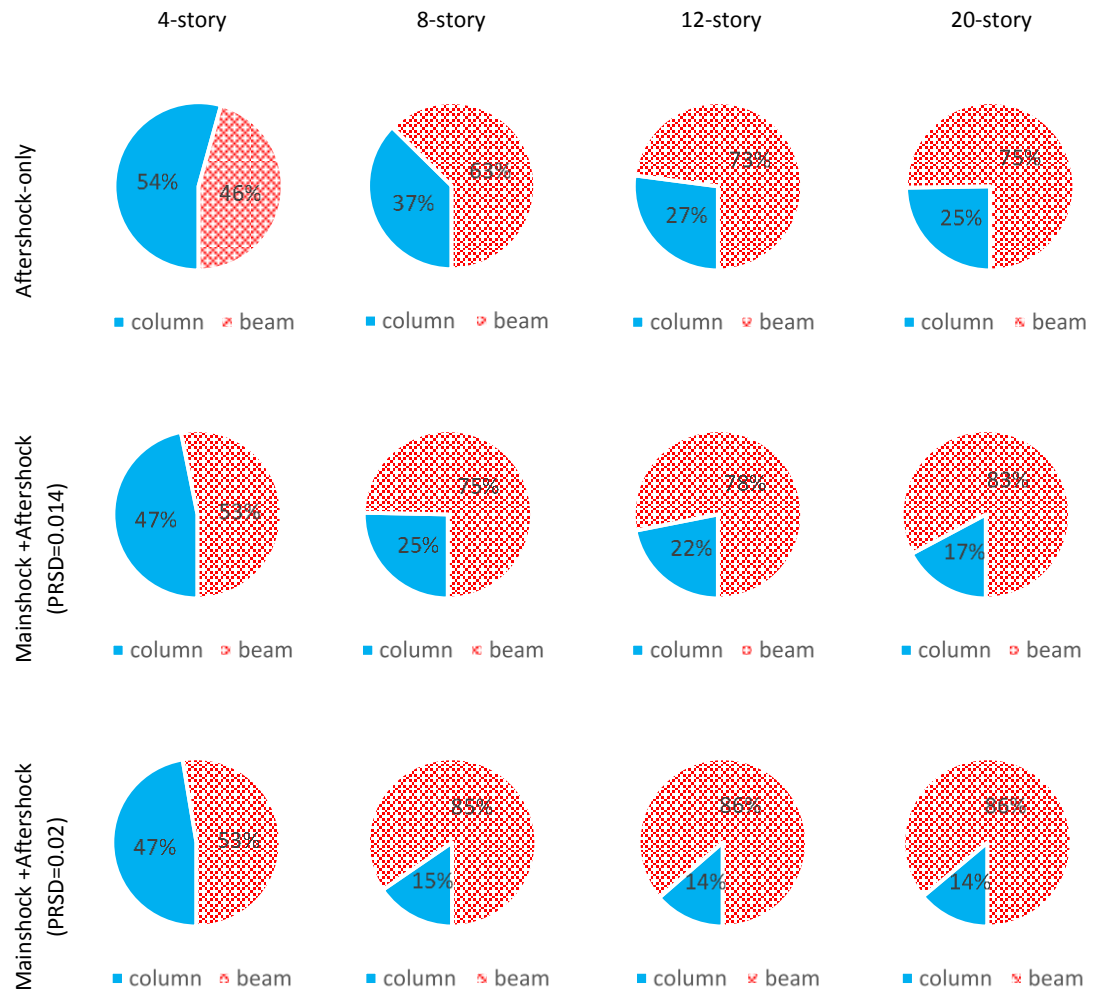 4-story 8-story 12-story 20-story
Aftershock-only
54% 46% 37% 63% 27% 73% 25% 75%
column beam column beam column beam column beam
Mainshock +Aftershock
(PRSD=0.014)
47% 53% 25% 75% 22% 78% 17% 83%
column beam column beam column beam column beam
Mainshock +Aftershock
(PRSD=0.02)
47% 53% 15% 85% 14% 86% 14% 86%
column beam column beam column beam column beam